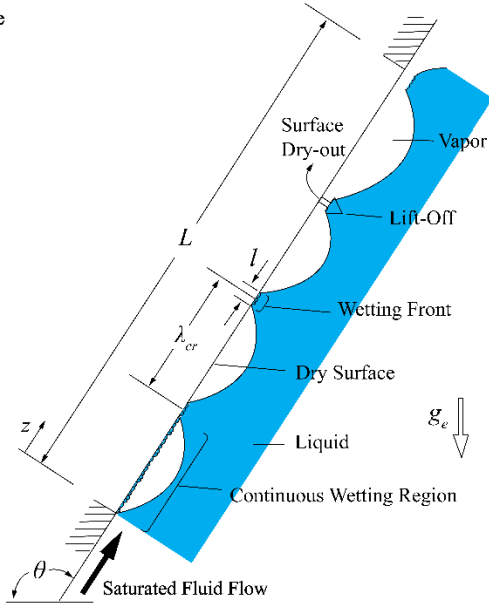 e
Surface
Dry-out
Vapor
L
Lift-Off
l
Wetting Front
λcr
Dry Surface
z
ge
Liquid
Continuous Wetting Region
θ
Saturated Fluid Flow